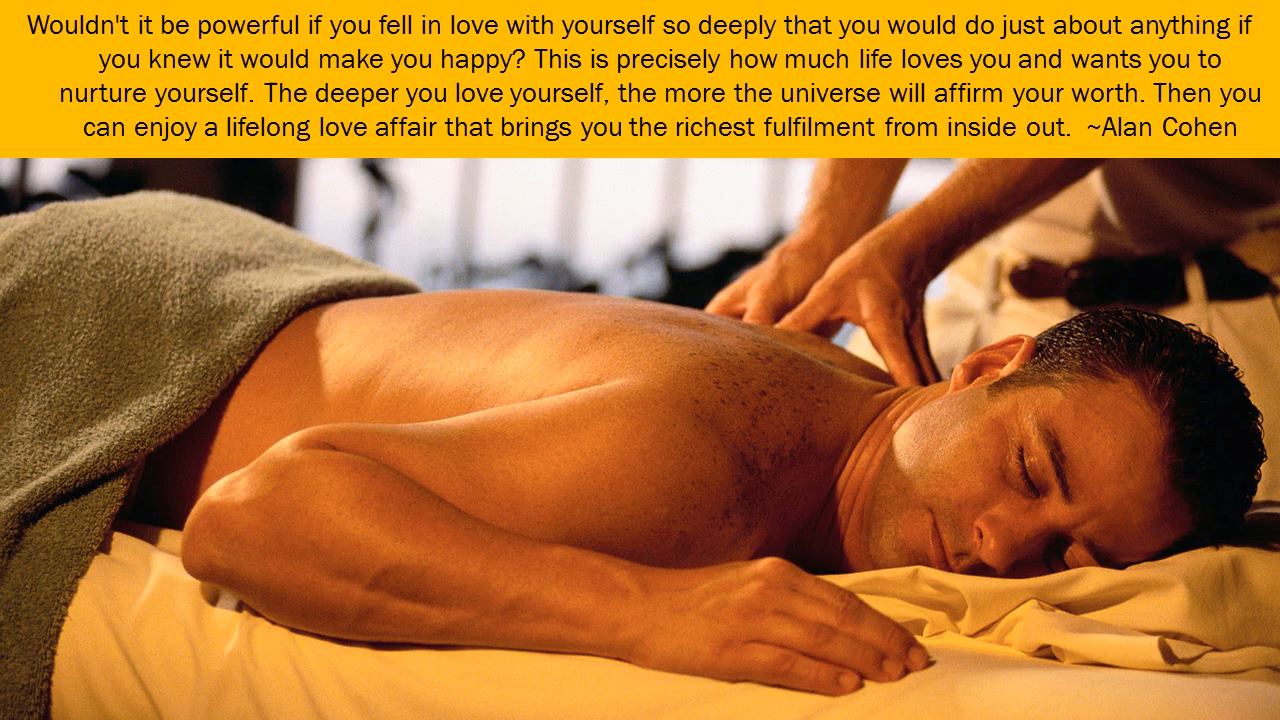 Wouldn't it be powerful if you fell in love with yourself so deeply that you would do just about anything if
you knew it would make you happy? This is precisely how much life loves you and wants you to
nurture yourself. The deeper you love yourself, the more the universe will affirm your worth. Then you
can enjoy a lifelong love affair that brings you the richest fulfilment from inside out. ~Alan Cohen